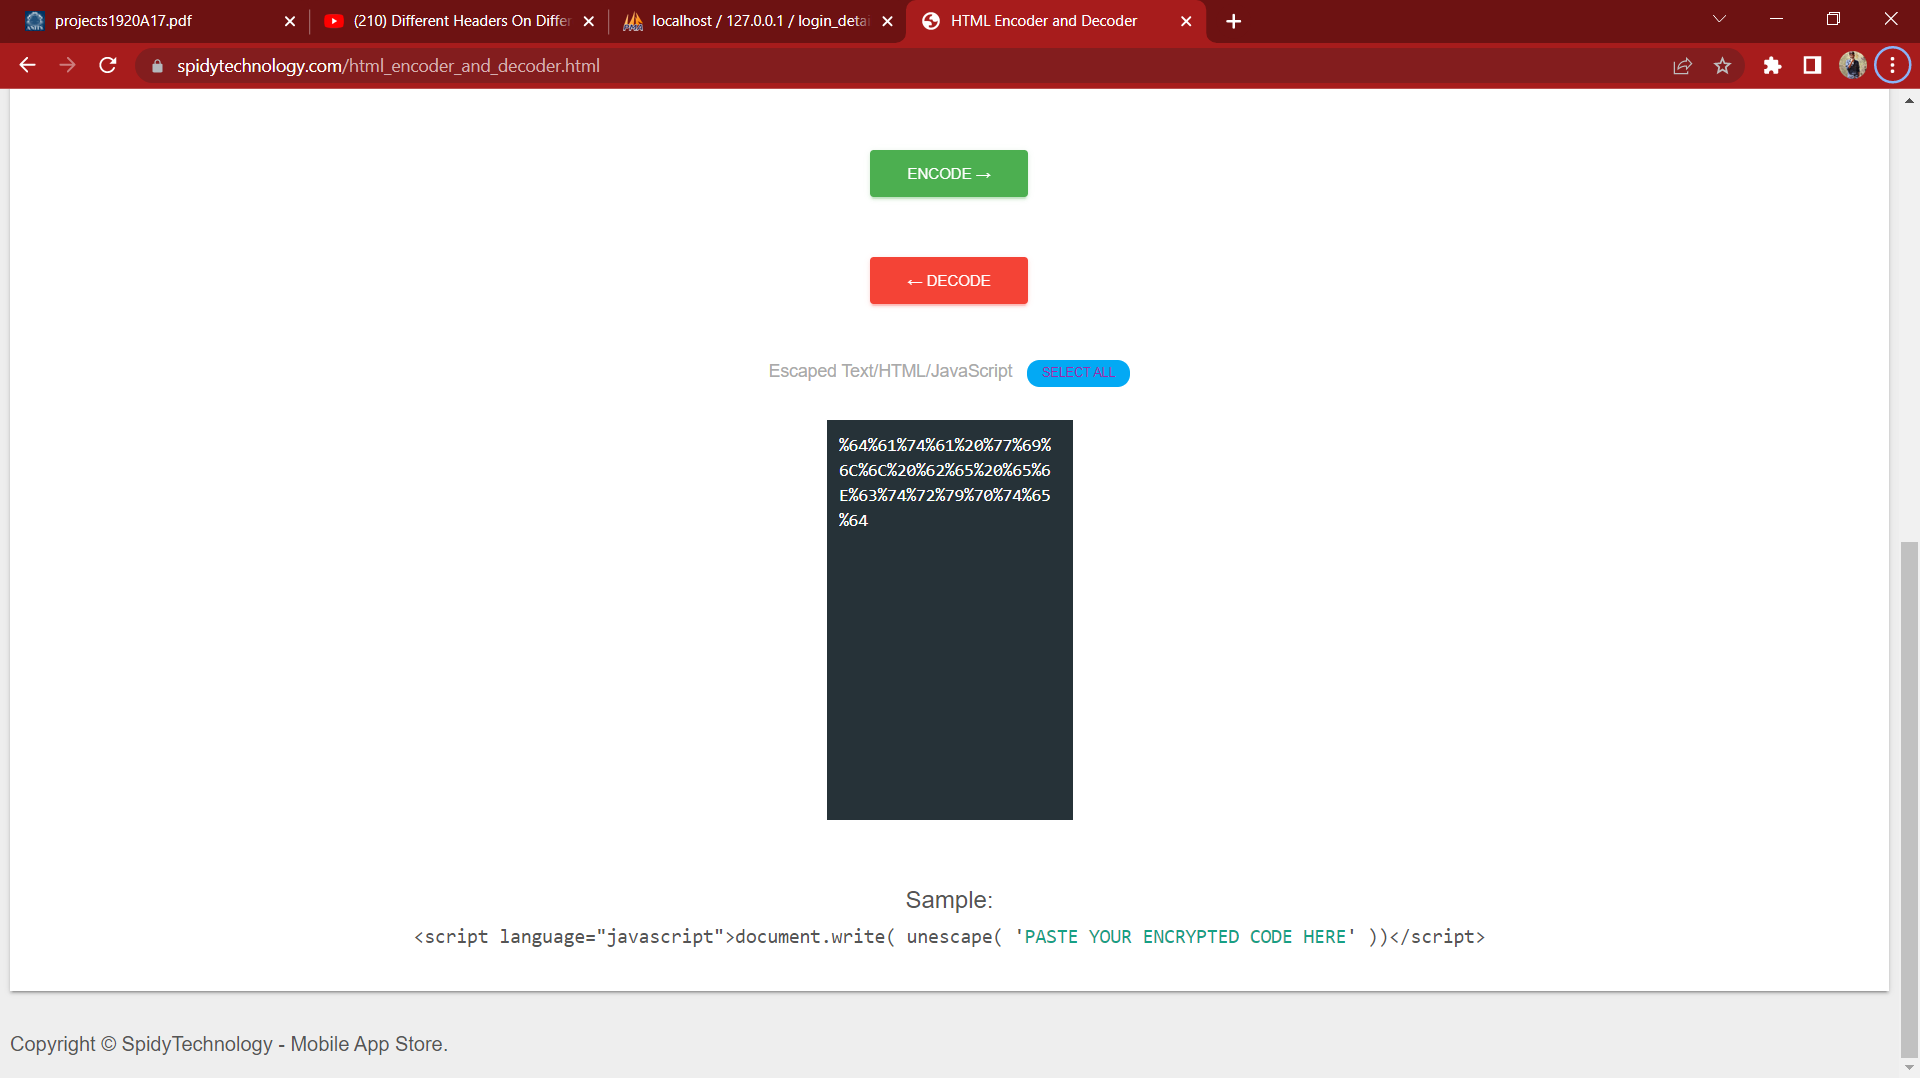 projects1920A17.pdf
(210) Different Headers On Differ
localhost / 127.0.0.1 / login_detai
HTML Encoder and Decoder
spidytechnology.com/html_encoder_and_decoder.html
ENCODE →
← DECODE
Escaped Text/HTML/JavaScript SELECT ALL
%64%61%74%61%20%77%69%
6C%6C%20%62%65%20%65%6
E%63%74%72%79%70%74%65
%64
Sample:
<script language="javascript">document.write( unescape( 'PASTE YOUR ENCRYPTED CODE HERE' ))</script>
Copyright © SpidyTechnology - Mobile App Store.